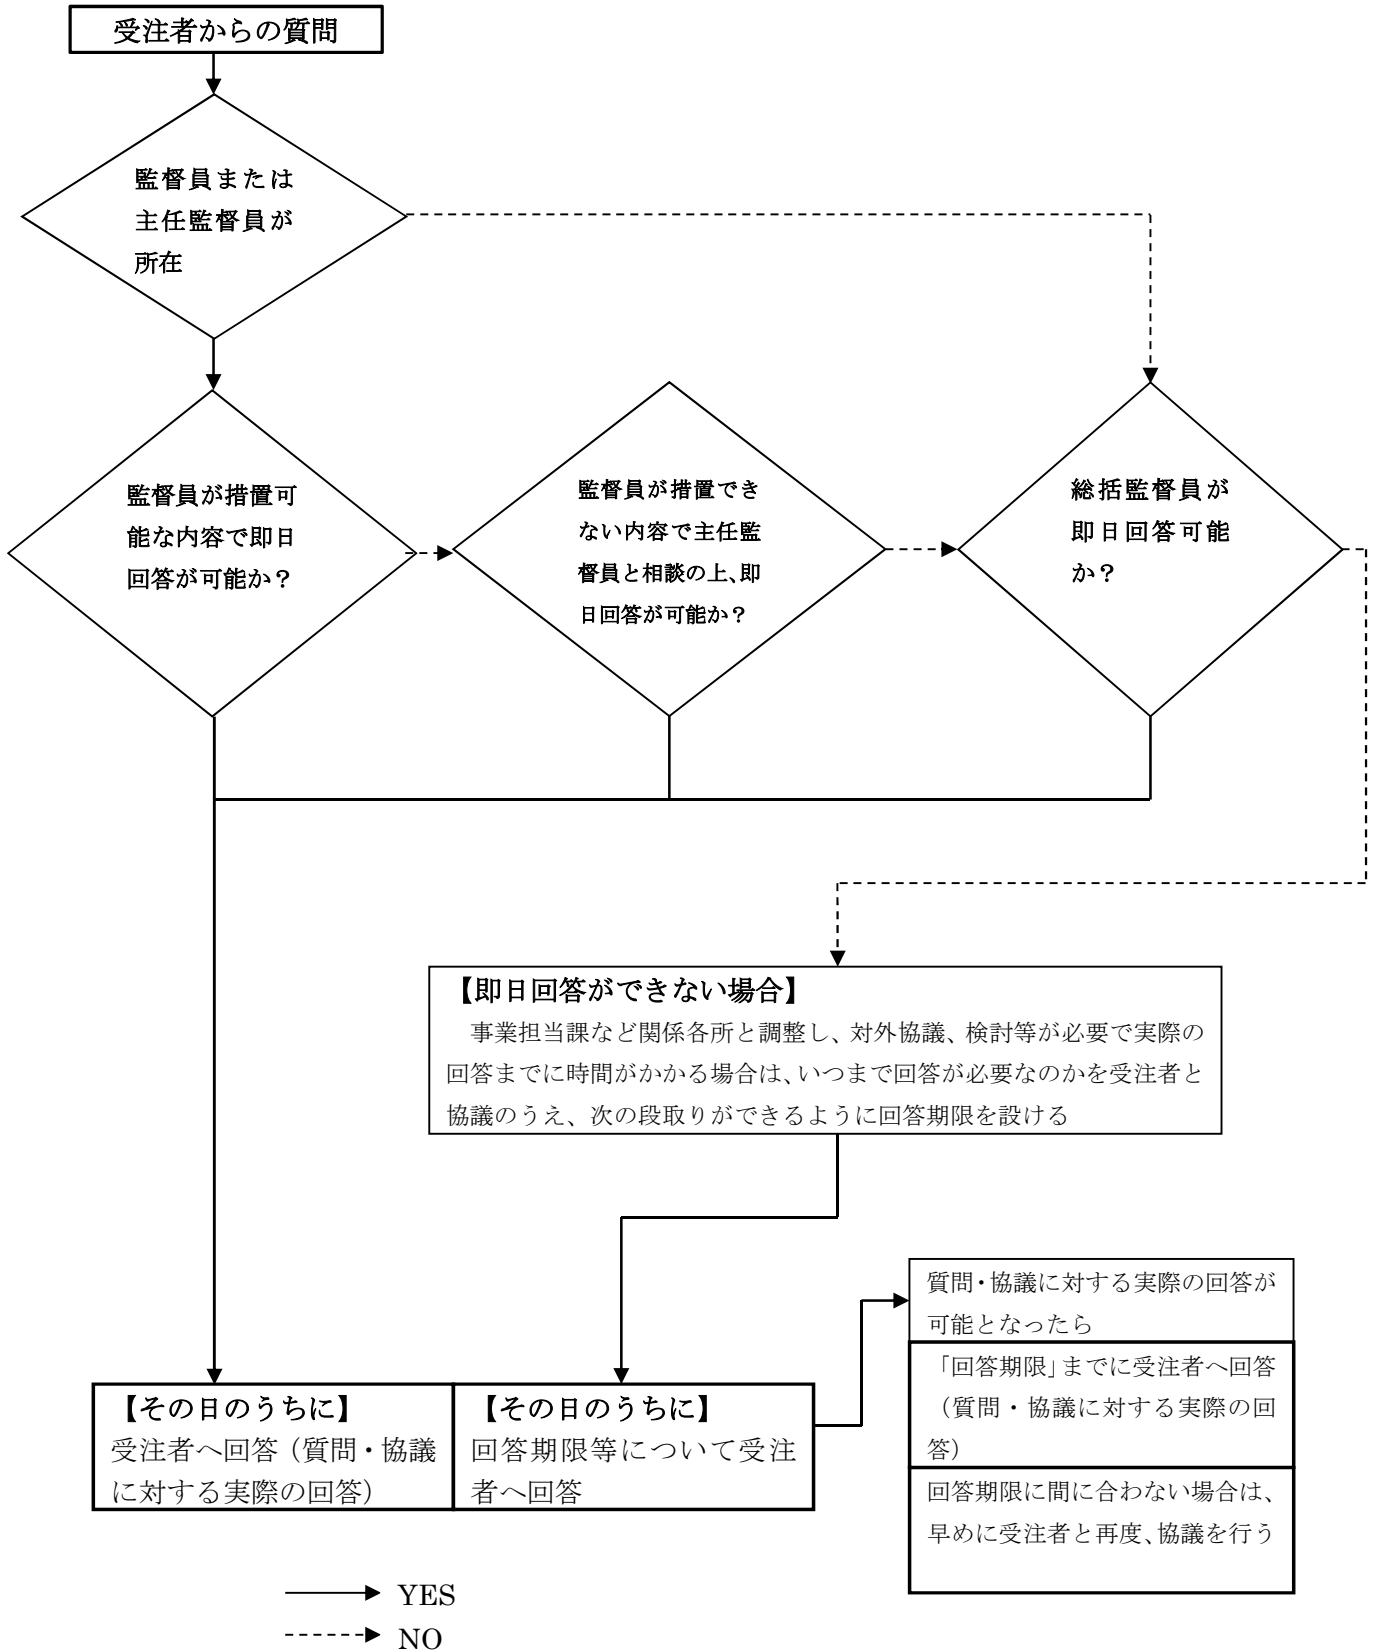 受注者からの質問
監督員または
主任監督員が
所在
監督員が措置可
能な内容で即日
回答が可能か？
監督員が措置でき
ない内容で主任監
督員と相談の上、即
日回答が可能か？
総括監督員が
即日回答可能
か？
【即日回答ができない場合】
事業担当課など関係各所と調整し、対外協議、検討等が必要で実際の
回答までに時間がかかる場合は、いつまで回答が必要なのかを受注者と
協議のうえ、次の段取りができるように回答期限を設ける
【その日のうちに】
受注者へ回答（質問・協議
に対する実際の回答）
【その日のうちに】
回答期限等について受注
者へ回答
質問・協議に対する実際の回答が
可能となったら
「回答期限」までに受注者へ回答
（質問・協議に対する実際の回
答）
回答期限に間に合わない場合は、
早めに受注者と再度、協議を行う
YES
NO